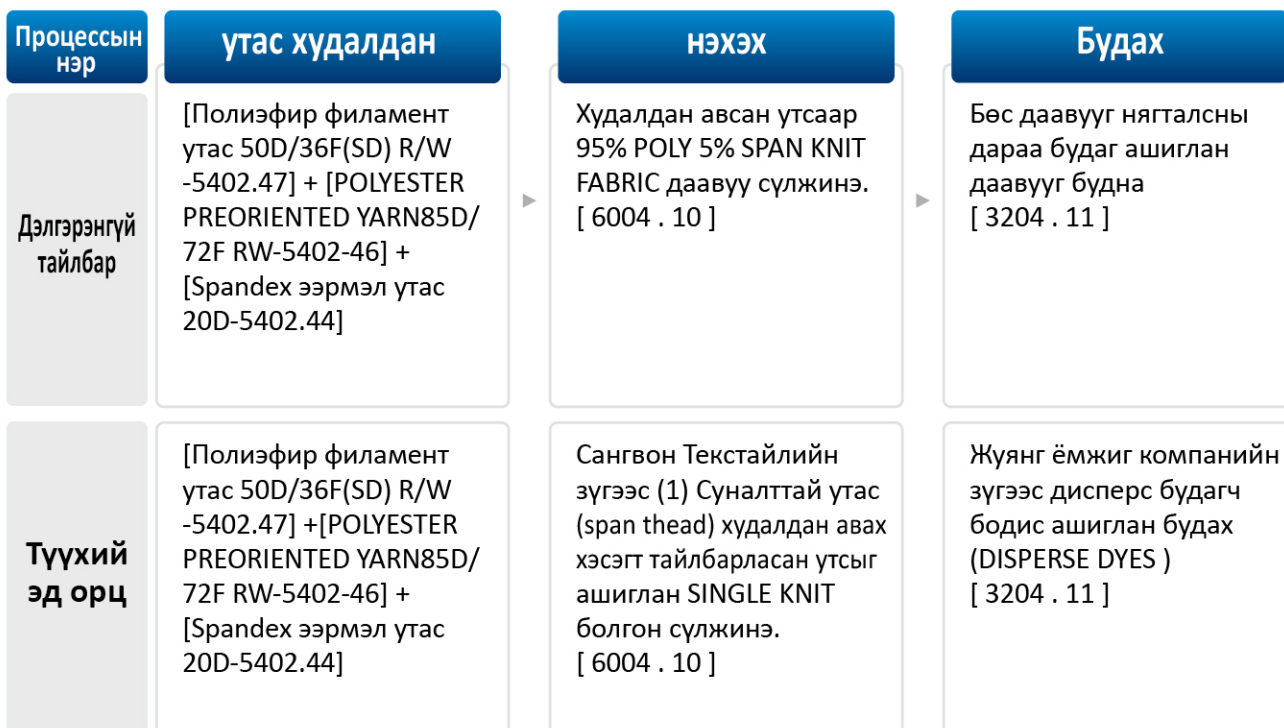 Процессын
нэр
утас худалдан
нэхэх
Будах
Дэлгэрэнгүй
тайлбар
[Полиэфир филамент
утас 50D/36F(SD) R/W
-5402.47] + [POLYESTER
PREORIENTED YARN85D/
72F RW-5402-46] +
[Spandex ээрмэл утас
20D-5402.44]
Худалдан авсан утсаар
95% POLY 5% SPAN KNIT
FABRIC даавуу сүлжинэ.
[ 6004 . 10 ]
Бөс даавууг нягталсны
дараа будаг ашиглан
даавууг будна
[ 3204 . 11 ]
Түүхий
эд орц
[Полиэфир филамент
утас 50D/36F(SD) R/W
-5402.47] +[POLYESTER
PREORIENTED YARN85D/
72F RW-5402-46] +
[Spandex ээрмэл утас
20D-5402.44]
Сангвон Текстайлийн
зүгээс (1) Суналттай утас
(span thead) худалдан авах
хэсэгт тайлбарласан утсыг
ашиглан SINGLE KNIT
болгон сүлжинэ.
[ 6004 . 10 ]
Жуянг ёмжиг компанийн
зүгээс дисперс будагч
бодис ашиглан будах
(DISPERSE DYES )
[ 3204 . 11 ]